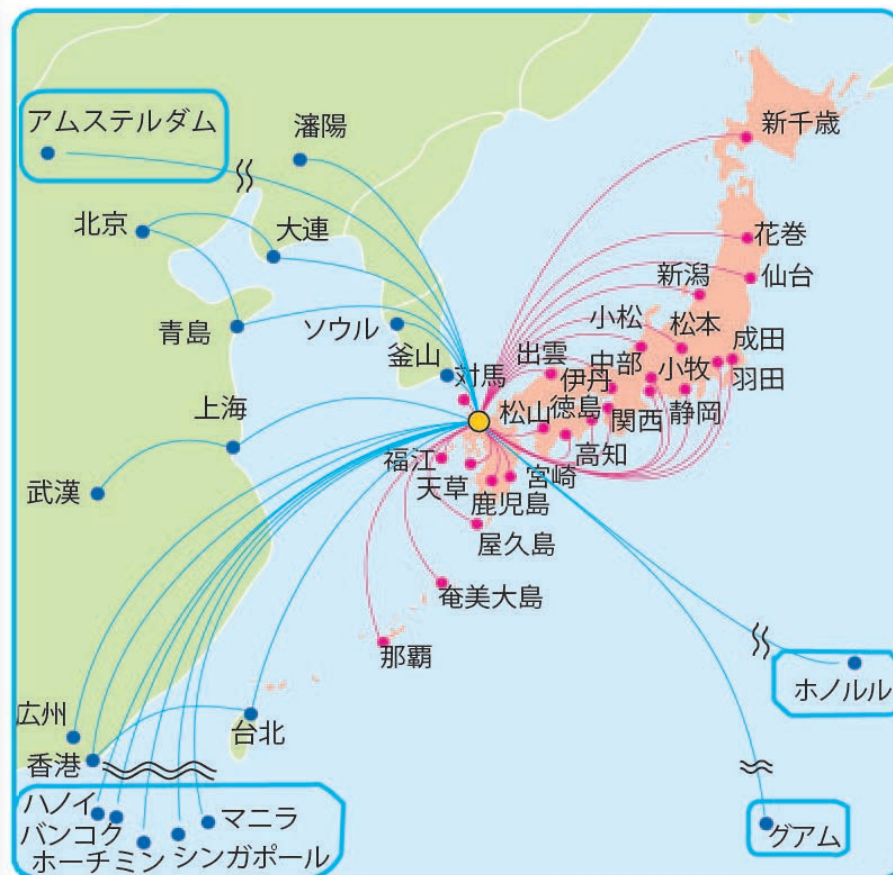 アムステルダム
瀋陽
新千歳
北京
大連
花巻
仙台
新潟
青島
ソウル
小松
松本
成田
釜山
出雲
中部
小牧
羽田
対馬
伊丹
上海
松山
徳島
関西
静岡
福江
高知
武漢
天草
宮崎
鹿児島
屋久島
奄美大島
那覇
ホノルル
広州
台北
香港
ハノイ
バンコク
マニラ
ホーチミン
シンガポール
グアム